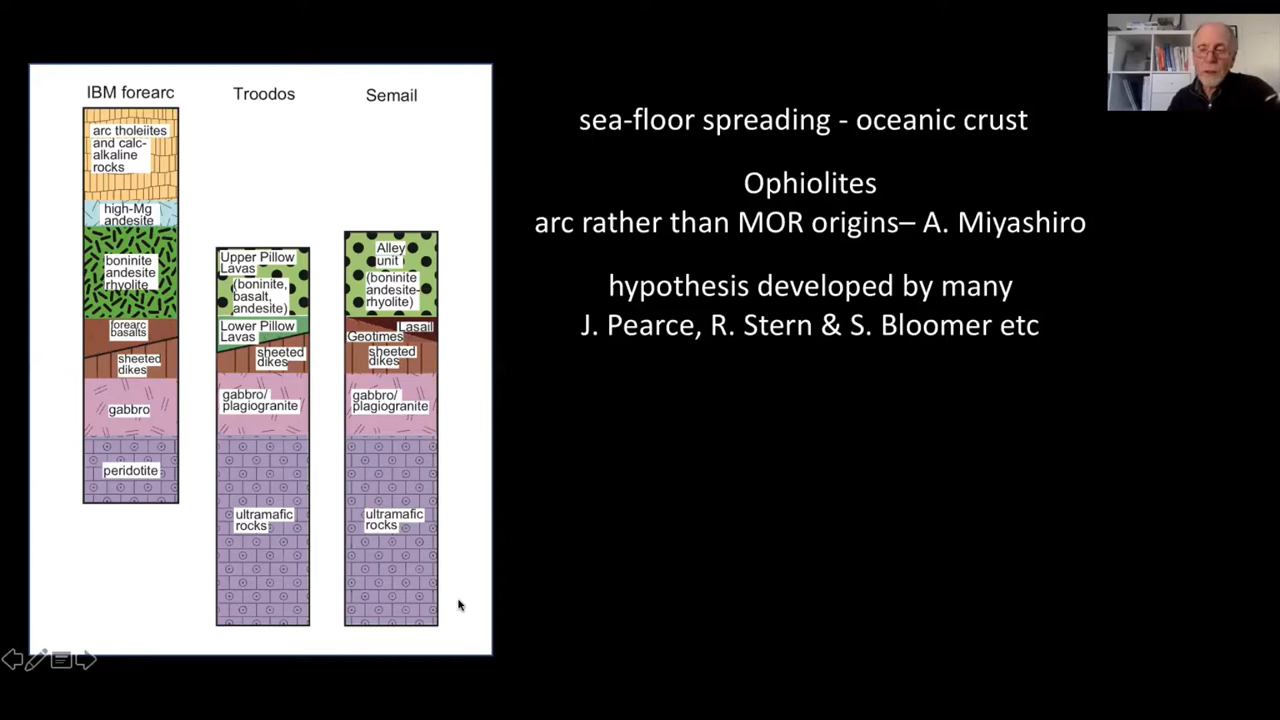 IBM forearc
arc tholeiites
and calc-
alkaline
rocks
high-Mg
andesite
boninite
andesite
rhyolite
forearc
basalts
sheeted
dikes
gabbro
peridotite
Troodos
Upper Pillow
Lavas
(boninite,
basalt,
andesite)
Lower Pillow
Lavas
sheeted
dikes
gabbro/
plagiogranite
ultramafic
rocks
Semail
Alley
unit
(boninite
andesite-
rhyolite)
Lasail
Geotimes
sheeted
dikes
gabbro/
plagiogranite
ultramafic
rocks
sea-floor spreading - oceanic crust
Ophiolites
arc rather than MOR origins– A. Miyashiro
hypothesis developed by many
J. Pearce, R. Stern & S. Bloomer etc